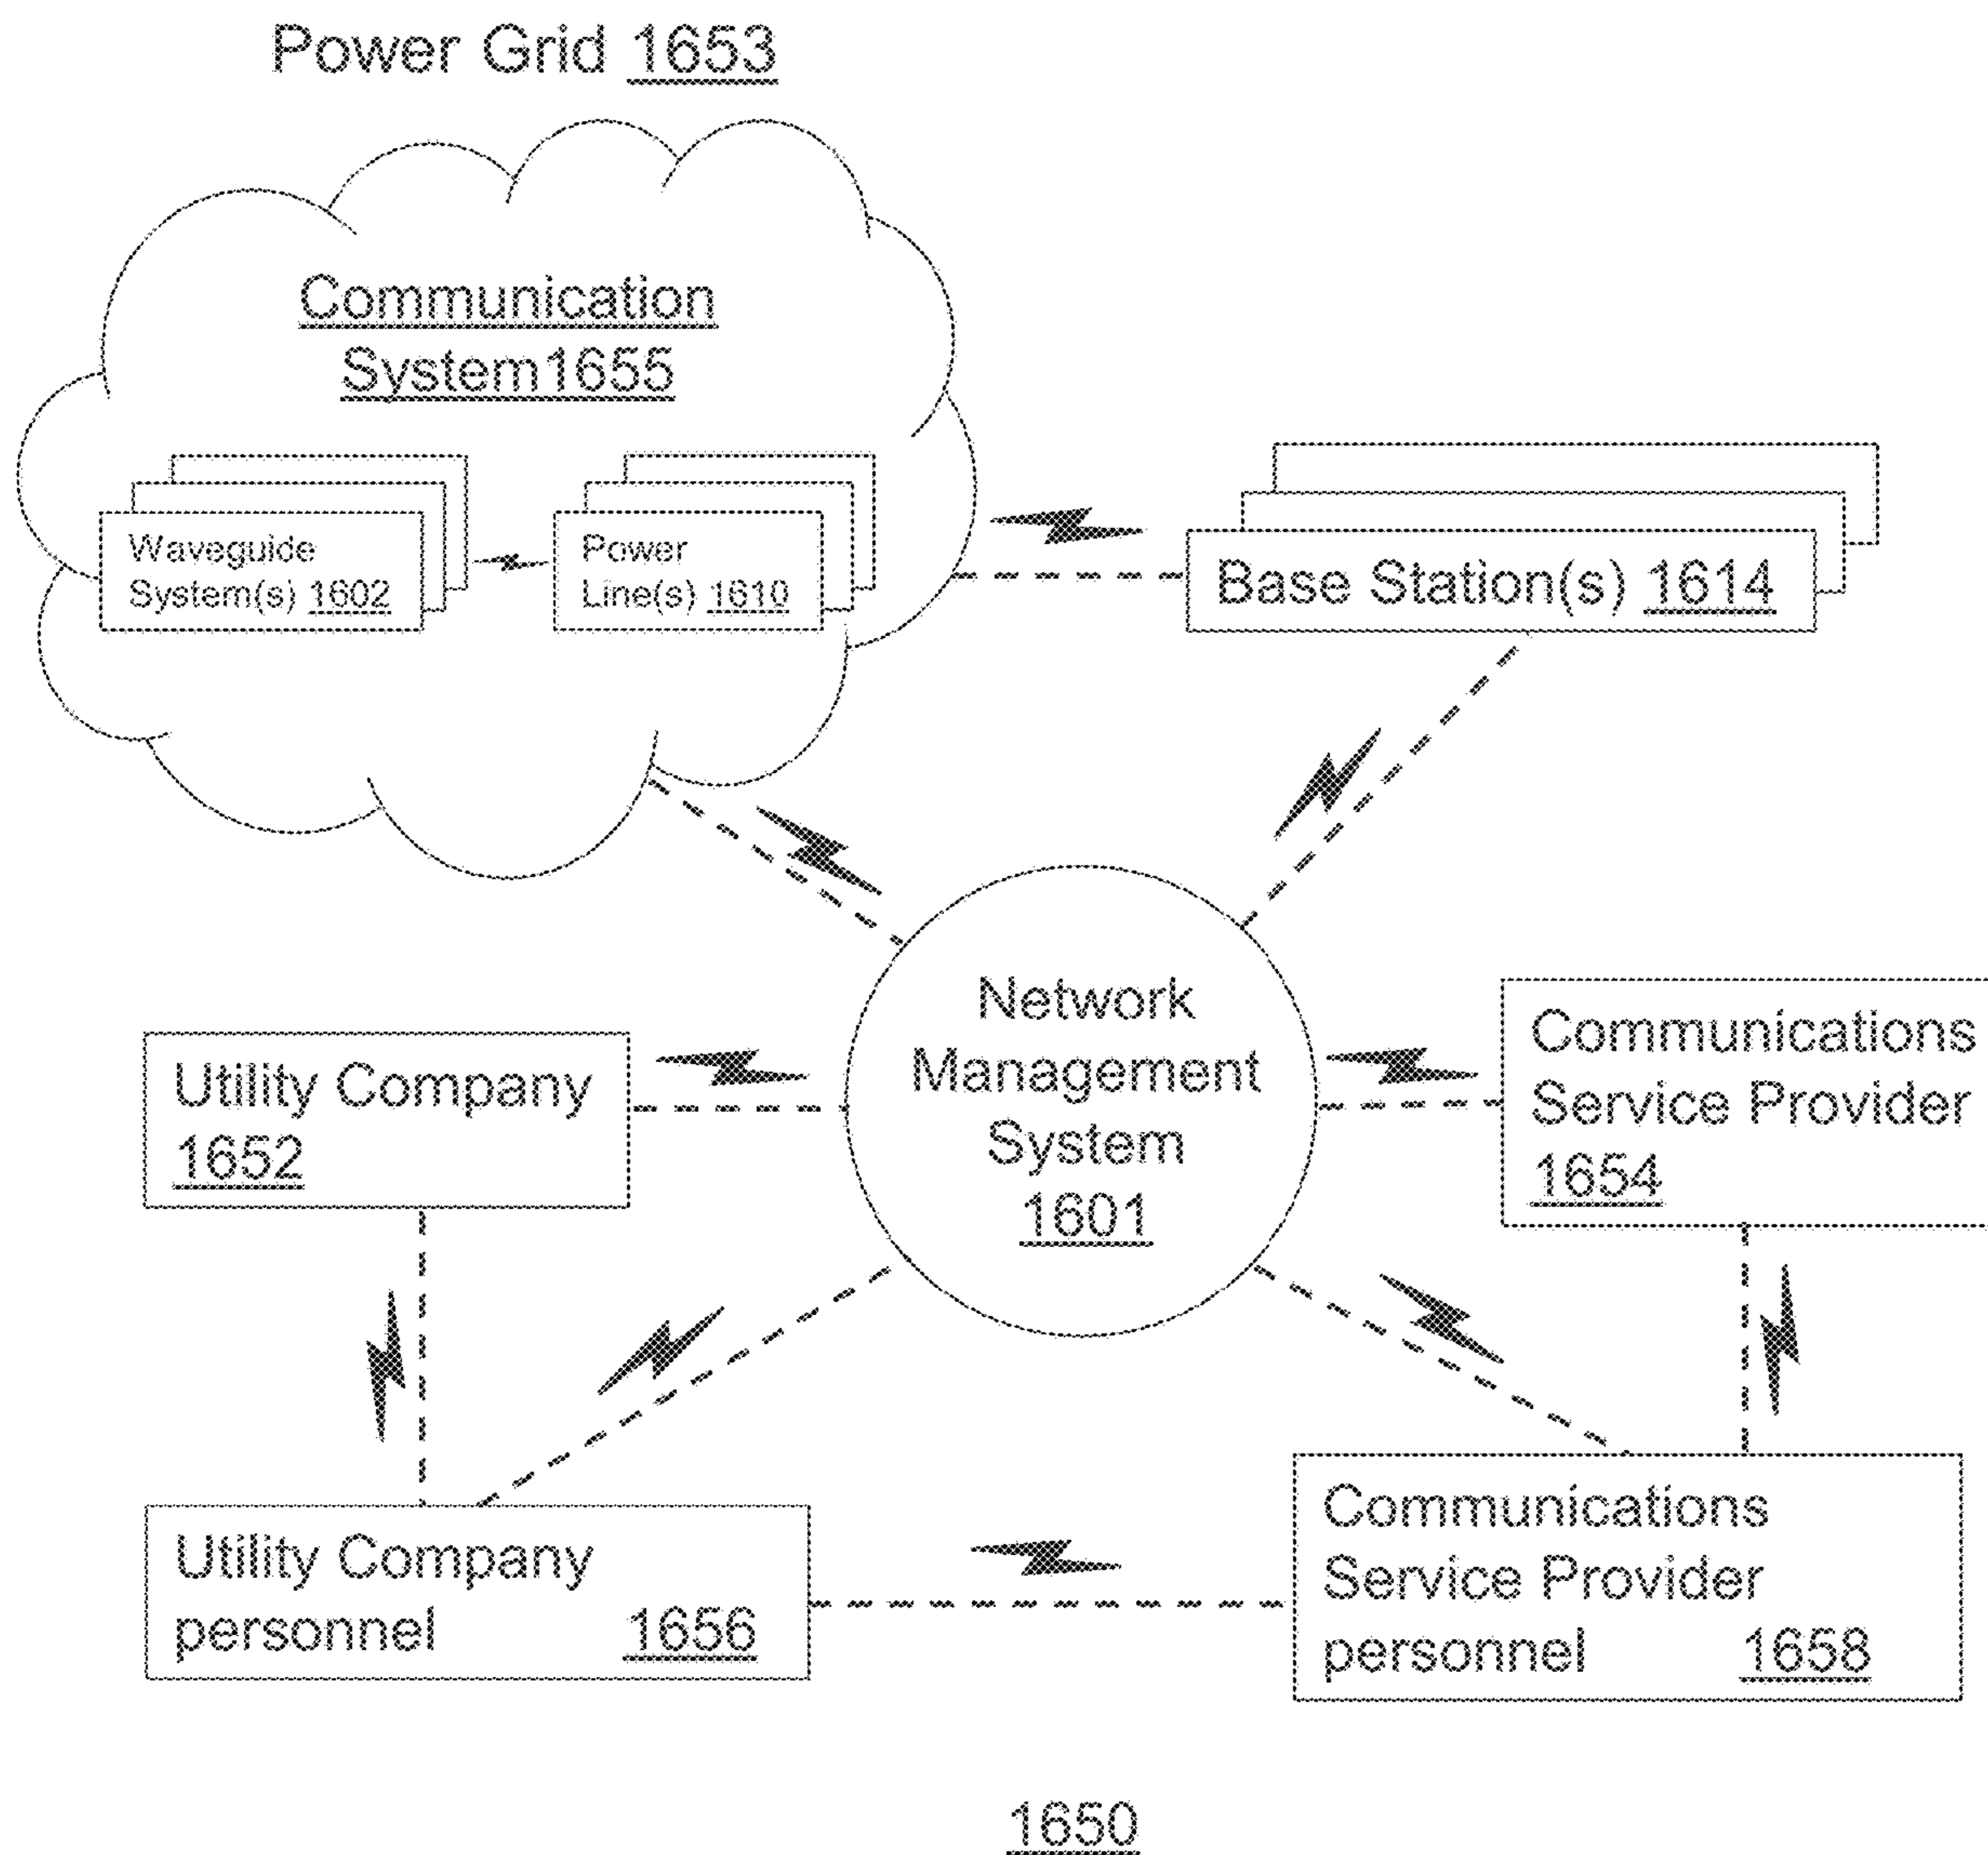 Power Grid 1653
Communication
System1655
Waveguide
System(s) 1602
Power
Line(s) 1610
Base Station(s) 1614
Network
Management
System
1601
Utility Company
1652
Communications
Service Provider
1654
Utility Company
personnel 1656
Communications
Service Provider
personnel 1658
1650